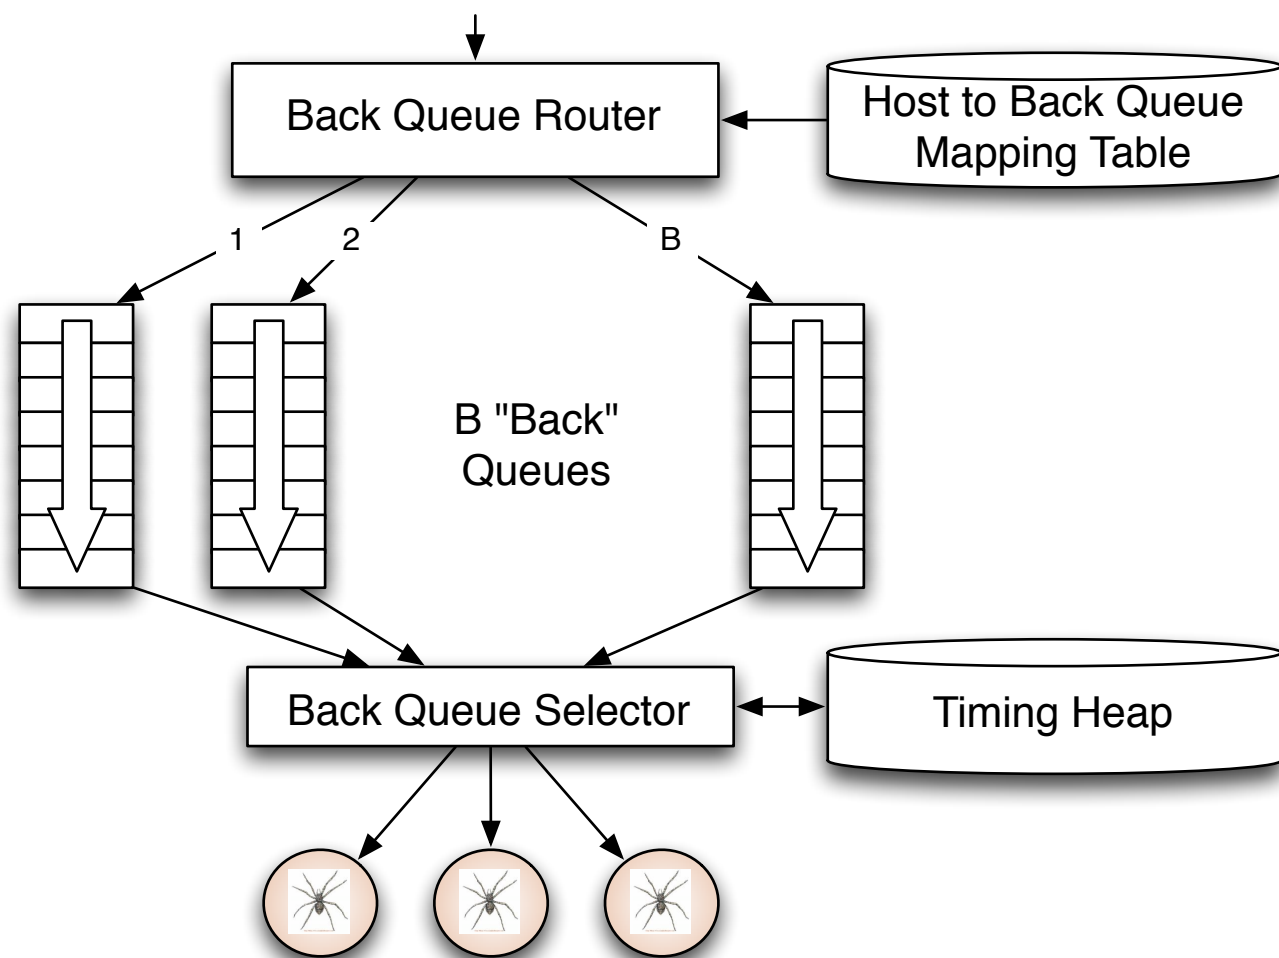 Back Queue Router
Host to Back Queue
Mapping Table
1
2
B
B "Back"
Queues
Back Queue Selector
Timing Heap